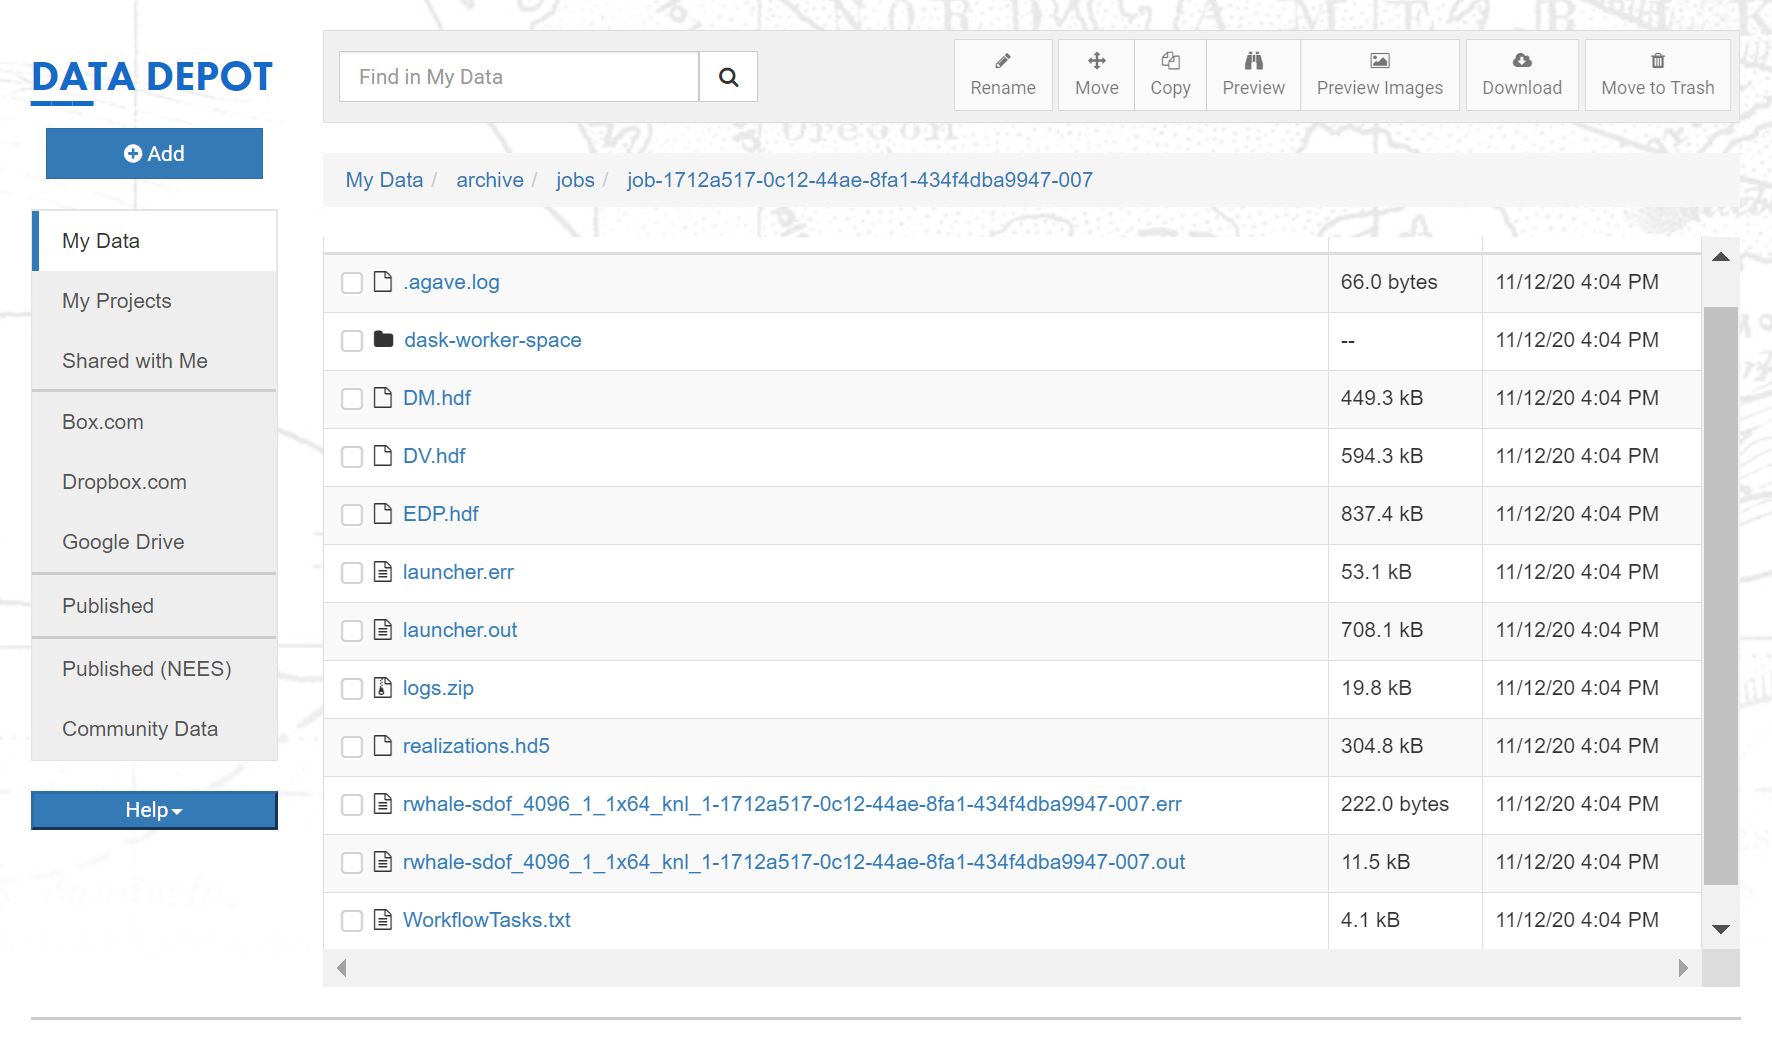 DATA DEPOT
Add
My Data
My Projects
Shared with Me
Box.com
Dropbox.com
Google Drive
Published
Published (NEES)
Community Data
Help
Find in My Data
Rename
Move
Copy
Preview
Preview Images
Download
Move to Trash
Oregon
My Data / archive / jobs / job-1712a517-0c12-44ae-8fa1-434f4dba9947-007
.agave.log 66.0 bytes 11/12/20 4:04 PM
dask-worker-space -- 11/12/20 4:04 PM
DM.hdf 449.3 kB 11/12/20 4:04 PM
DV.hdf 594.3 kB 11/12/20 4:04 PM
EDP.hdf 837.4 kB 11/12/20 4:04 PM
launcher.err 53.1 kB 11/12/20 4:04 PM
launcher.out 708.1 kB 11/12/20 4:04 PM
logs.zip 19.8 kB 11/12/20 4:04 PM
realizations.hd5 304.8 kB 11/12/20 4:04 PM
rwhale-sdof_4096_1_1x64_knl_1-1712a517-0c12-44ae-8fa1-434f4dba9947-007.err 222.0 bytes 11/12/20 4:04 PM
rwhale-sdof_4096_1_1x64_knl_1-1712a517-0c12-44ae-8fa1-434f4dba9947-007.out 11.5 kB 11/12/20 4:04 PM
WorkflowTasks.txt 4.1 kB 11/12/20 4:04 PM